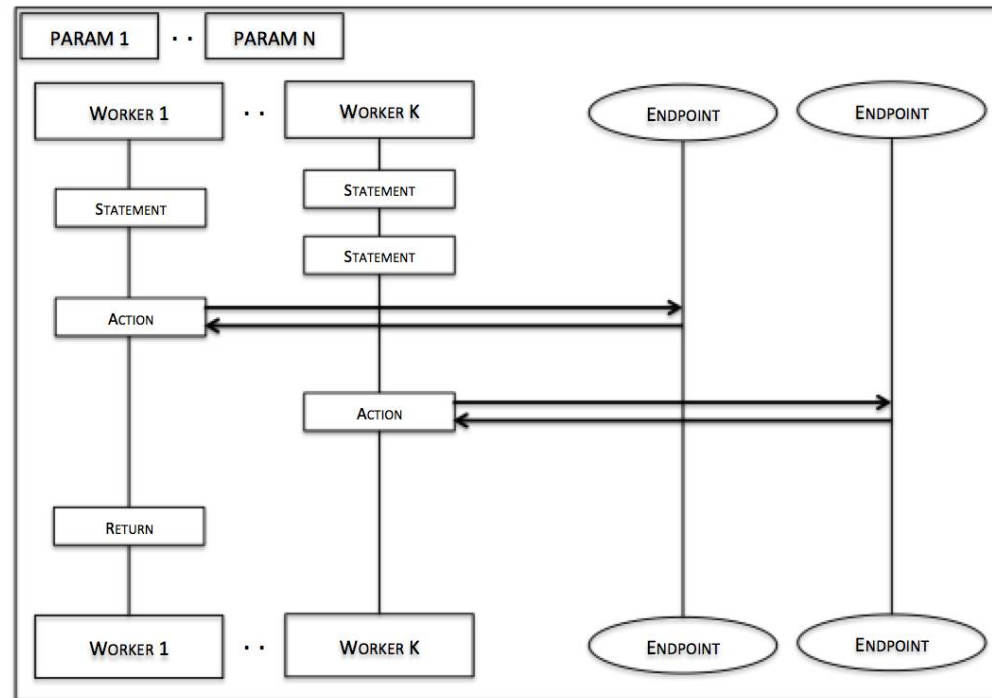 PARAM 1 . . PARAM N
WORKER 1 . . WORKER K ENDPOINT ENDPOINT
STATEMENT
STATEMENT
STATEMENT
ACTION
ACTION
RETURN
WORKER 1 . . WORKER K ENDPOINT ENDPOINT